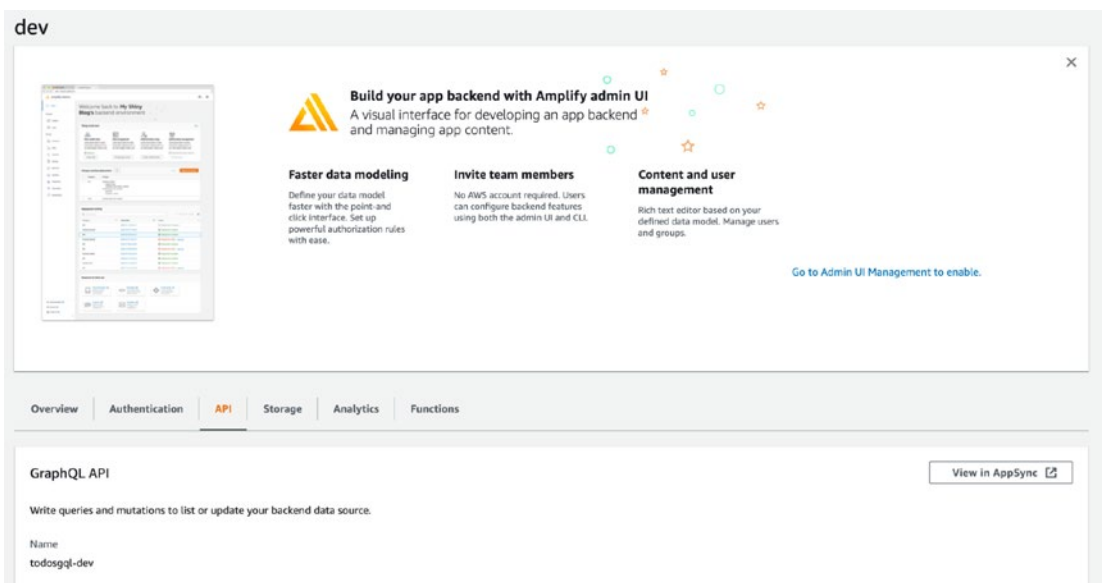 dev
Build your app backend with Amplify admin UI
A visual interface for developing an app backend
and managing app content.
Faster data modeling
Define your data model
faster with the point-and
click interface. Set up
powerful authorization rules
with ease.
Invite team members
No AWS account required. Users
can configure backend features
using both the admin UI and CLI.
Content and user
management
Rich text editor based on your
defined data model. Manage users
and groups.
Go to Admin UI Management to enable.
Overview
Authentication
API
Storage
Analytics
Functions
GraphQL API
View in AppSync
Write queries and mutations to list or update your backend data source.
Name
todosgql-dev